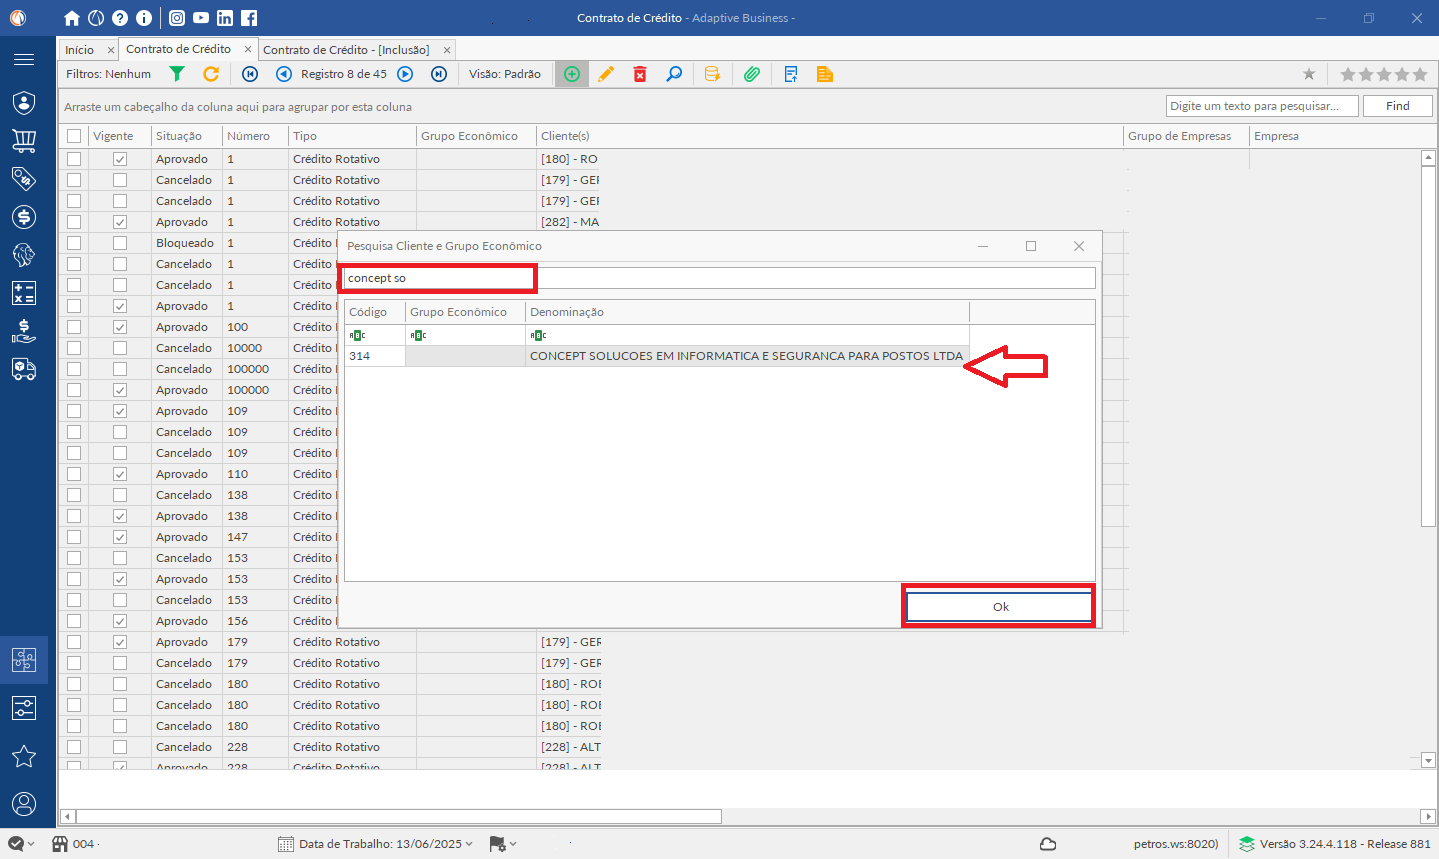 Contrato de Crédito - Adaptive Business -
Início × Contrato de Crédito × Contrato de Crédito - [Inclusão] ×
Filtros: Nenhum Registro 8 de 45 Visão: Padrão
Arraste um cabeçalho da coluna aqui para agrupar por esta coluna Digite um texto para pesquisar... Find
Vigente Situação Número Tipo Grupo Econômico Cliente(s) Grupo de Empresas Empresa
Aprovado 1 Crédito Rotativo [180] - RO
Cancelado 1 Crédito Rotativo [179] - GER
Cancelado 1 Crédito Rotativo [179] - GER
Aprovado 1 Crédito Rotativo [282] - MA
Bloqueado 1 Crédito
Cancelado 1 Crédito
Cancelado 1 Crédito
Aprovado 1 Crédito
Aprovado 100 Crédito
Cancelado 10000 Crédito
Cancelado 100000 Crédito
Aprovado 100000 Crédito
Aprovado 109 Crédito
Cancelado 109 Crédito
Cancelado 109 Crédito
Aprovado 110 Crédito
Cancelado 138 Crédito
Aprovado 138 Crédito
Aprovado 147 Crédito
Cancelado 153 Crédito
Aprovado 153 Crédito
Cancelado 153 Crédito
Aprovado 156 Crédito
Aprovado 179 Crédito Rotativo [179] - GER
Cancelado 179 Crédito Rotativo [179] - GER
Cancelado 180 Crédito Rotativo [180] - ROB
Cancelado 180 Crédito Rotativo [180] - ROB
Cancelado 180 Crédito Rotativo [180] - ROB
Cancelado 228 Crédito Rotativo [228] - ALT
Aprovado 228 Crédito Rotativo [228] - ALT
Pesquisa Cliente e Grupo Econômico
concept so
Código Grupo Econômico Denominação
ABC ABC ABC
314 CONCEPT SOLUCOES EM INFORMATICA E SEGURANCA PARA POSTOS LTDA
Ok
004 - Data de Trabalho: 13/06/2025 petros.ws:8020) Versão 3.24.4.118 - Release 881